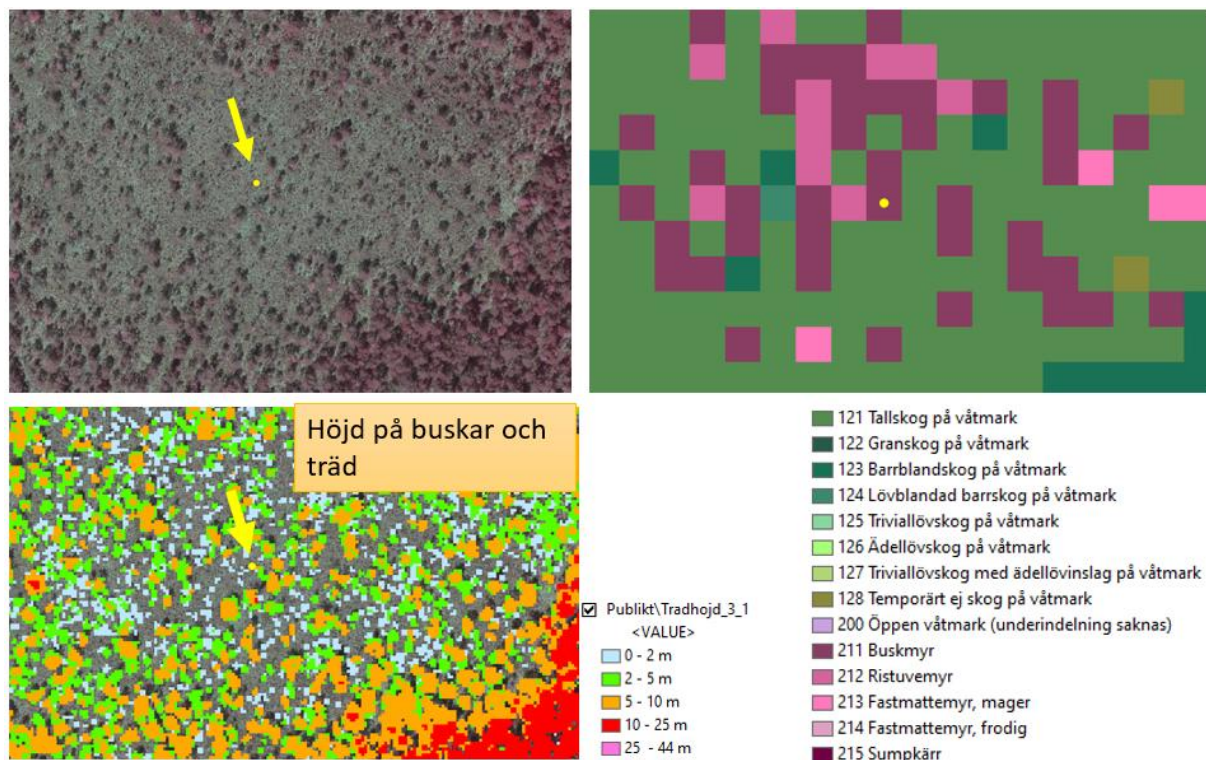 Höjd på buskar och
träd
Publikt\Tradhojd_3_1
<VALUE>
0 - 2 m
2 - 5 m
5 - 10 m
10 - 25 m
25 - 44 m
121 Tallskog på våtmark
122 Granskog på våtmark
123 Barrblandskog på våtmark
124 Lövblandad barrskog på våtmark
125 Triviallövskog på våtmark
126 Ädellövskog på våtmark
127 Triviallövskog med ädellövinslag på våtmark
128 Temporärt ej skog på våtmark
200 Öppen våtmark (underindelning saknas)
211 Buskmyr
212 Ristuvemyr
213 Fastmattemyr, mager
214 Fastmattemyr, frodig
215 Sumpkärr